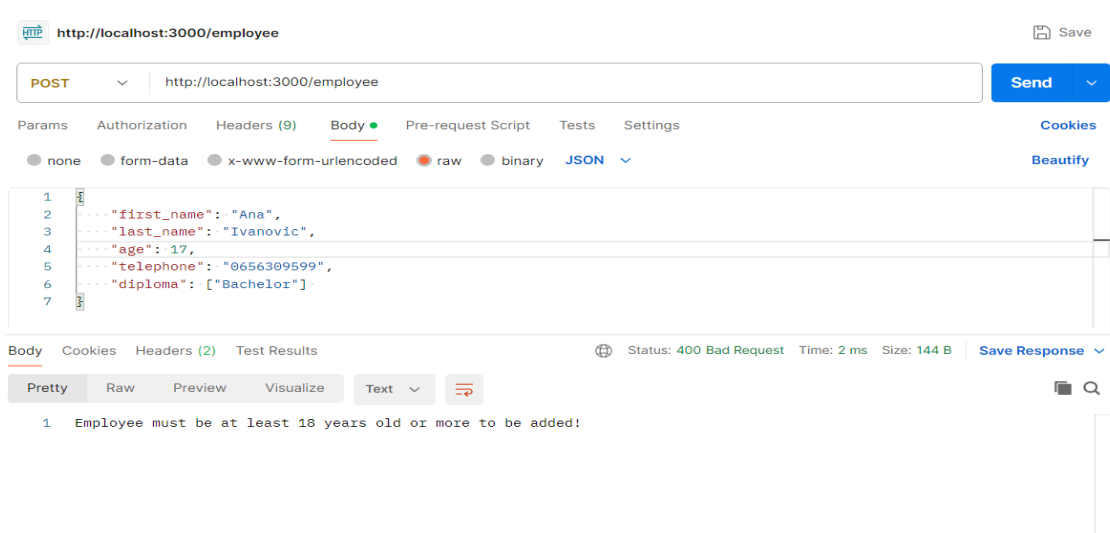 HTTP http://localhost:3000/employee Save
POST http://localhost:3000/employee Send
Params Authorization Headers (9) Body Pre-request Script Tests Settings Cookies
none form-data x-www-form-urlencoded raw binary JSON Beautify
1 {
2 "first_name": "Ana",
3 "last_name": "Ivanovic",
4 "age": 17,
5 "telephone": "0656309599",
6 "diploma": ["Bachelor"]
7 }
Body Cookies Headers (2) Test Results Status: 400 Bad Request Time: 2 ms Size: 144 B Save Response
Pretty Raw Preview Visualize Text
1 Employee must be at least 18 years old or more to be added!